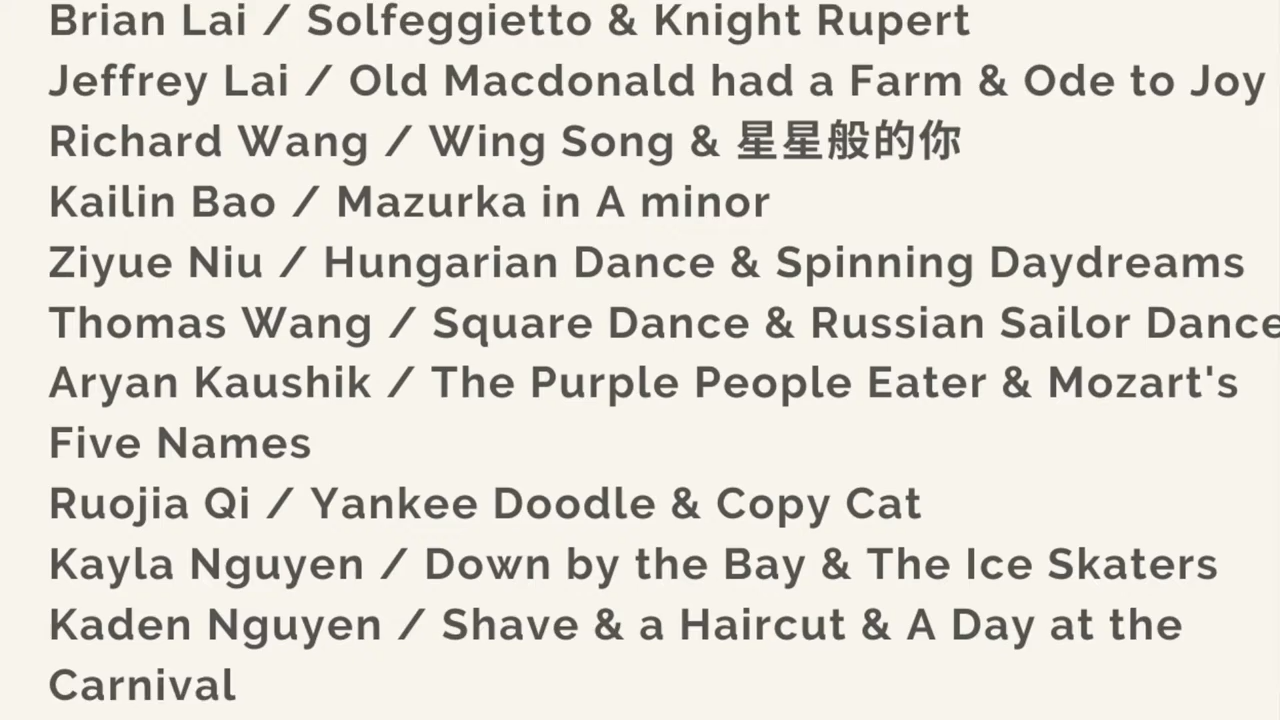 Brian Lai / Solfeggietto & Knight Rupert
Jeffrey Lai / Old Macdonald had a Farm & Ode to Joy
Richard Wang / Wing Song & 星星般的你
Kailin Bao / Mazurka in A minor
Ziyue Niu / Hungarian Dance & Spinning Daydreams
Thomas Wang / Square Dance & Russian Sailor Dance
Aryan Kaushik / The Purple People Eater & Mozart's
Five Names
Ruojia Qi / Yankee Doodle & Copy Cat
Kayla Nguyen / Down by the Bay & The Ice Skaters
Kaden Nguyen / Shave & a Haircut & A Day at the
Carnival